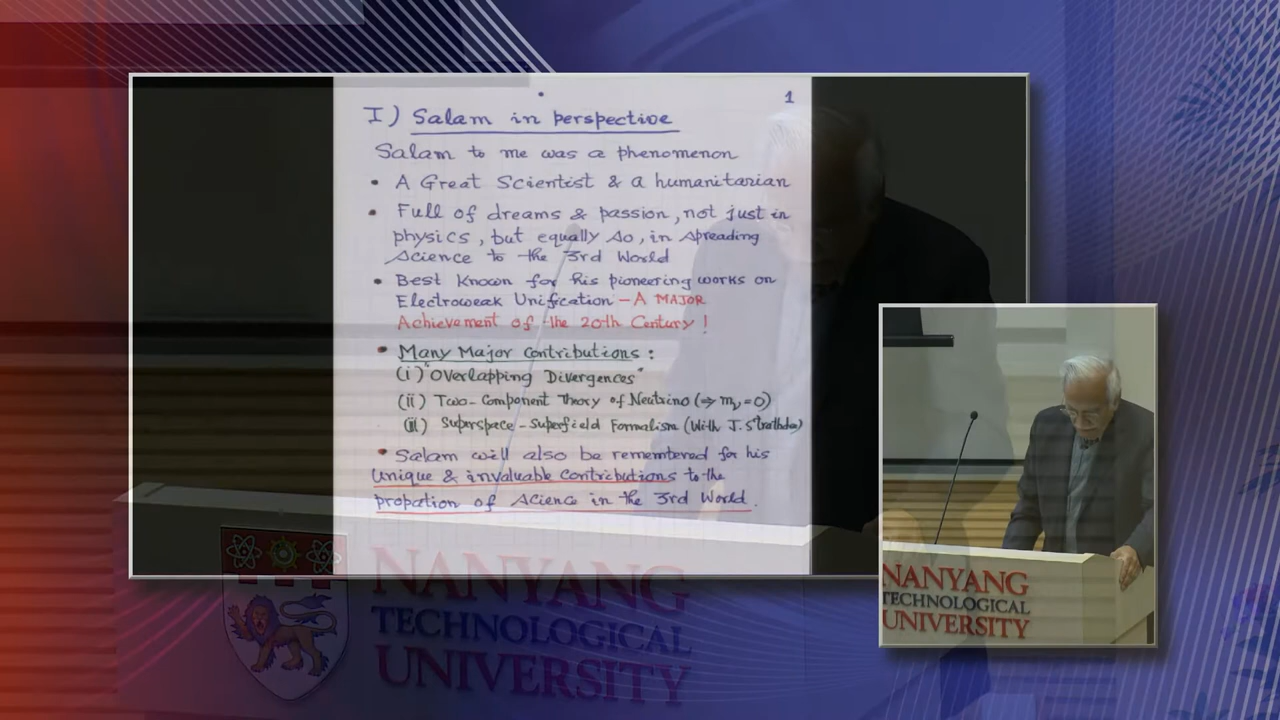 1
I) Salam in perspective
Salam to me was a phenomenon
• A Great Scientist & a humanitarian
• Full of dreams & passion, not just in
physics, but equally so, in spreading
science to the 3rd World
• Best Known for his pioneering works on
Electroweak Unification – A MAJOR
Achievement of the 20th Century !
• Many Major Contributions :
(i) "Overlapping Divergences"
(ii) Two-Component Theory of Neutrino (⇒ mν=0)
(iii) Superspace-Superfield Formalism (With J. Strathdee)
• Salam will also be remembered for his
unique & invaluable contributions to the
propation of science in the 3rd World.
NANYANG
TECHNOLOGICAL
UNIVERSITY
NANYANG
TECHNOLOGICAL
UNIVERSITY